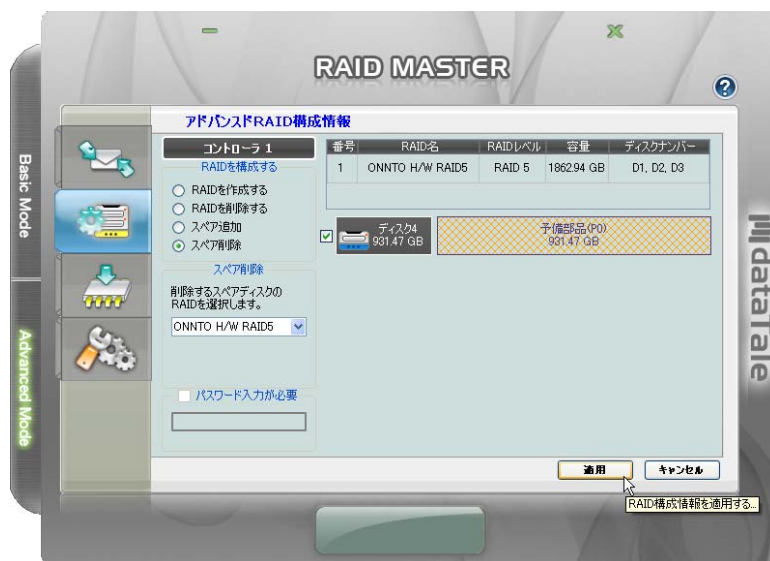 RAID MASTER
?
アドバンスドRAID構成情報
Basic Mode
Advanced Mode
dataTale
コントローラ 1
RAIDを構成する
RAIDを作成する
RAIDを削除する
スペア追加
スペア削除
スペア削除
削除するスペアディスクの
RAIDを選択します。
ONNTO H/W RAID5
パスワード入力が必要
番号 RAID名 RAIDレベル 容量 ディスクナンバー
1 ONNTO H/W RAID5 RAID 5 1862.94 GB D1, D2, D3
ディスク4
931.47 GB
予備部品(P0)
931.47 GB
適用 キャンセル
RAID構成情報を適用する...